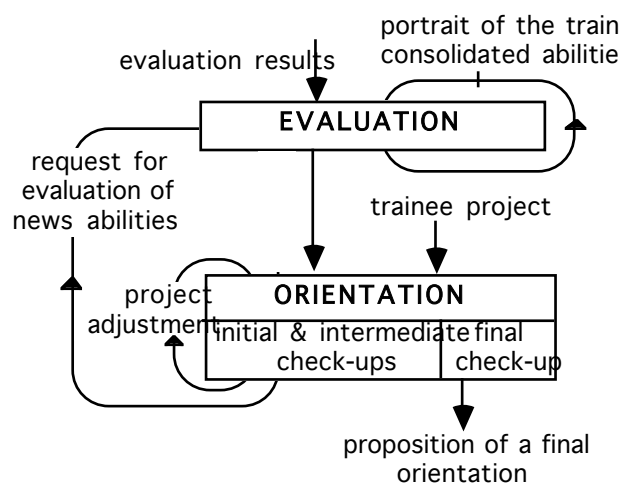 portrait of the train
consolidated abilitie
evaluation results
EVALUATION
request for
evaluation of
news abilities
trainee project
ORIENTATION
project
adjustment
initial & intermediate
check-ups
final
check-up
proposition of a final
orientation